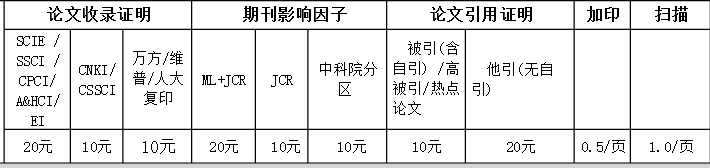 论文收录证明 期刊影响因子 论文引用证明 加印 扫描
SCIE /
SSCI /
CPCI/
A&HCI/
EI
CNKI/
CSSCI
万方/维
普/人大
复印
ML+JCR
JCR
中科院分
区
被引(含
自引) /高
被引/热点
论文
他引(无自
引)
20元 10元 10元 20元 10元 10元 10元 20元 0.5/页 1.0/页